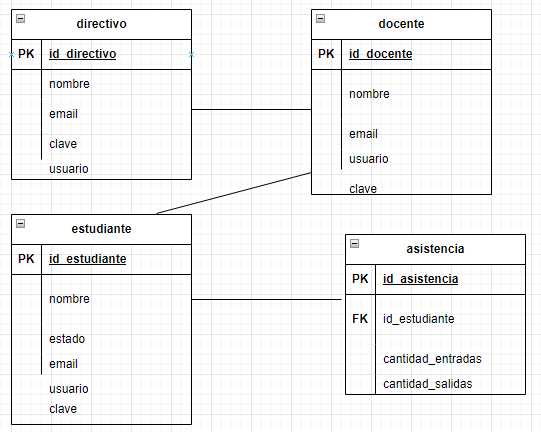 directivo
PK id_directivo
nombre
email
clave
usuario
docente
PK id_docente
nombre
email
usuario
clave
estudiante
PK id_estudiante
nombre
estado
email
usuario
clave
asistencia
PK id_asistencia
FK id_estudiante
cantidad_entradas
cantidad_salidas